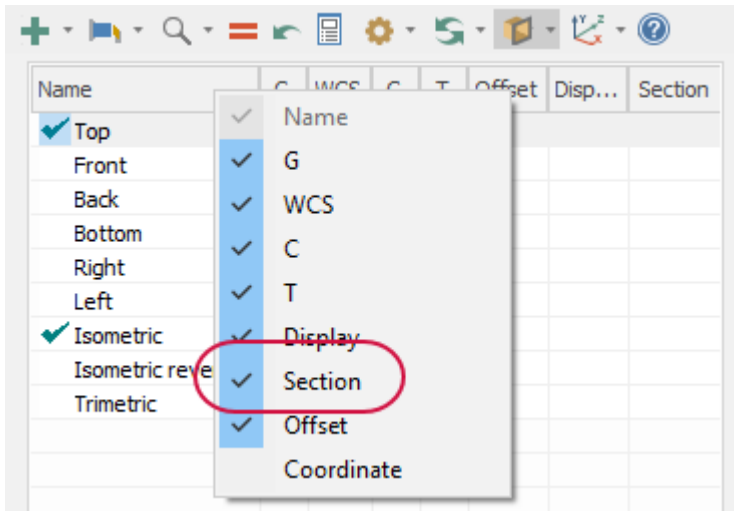 Name G WCS C T Offset Disp... Section
Top
Front
Back
Bottom
Right
Left
Isometric
Isometric reve
Trimetric
Name
G
WCS
C
T
Display
Section
Offset
Coordinate